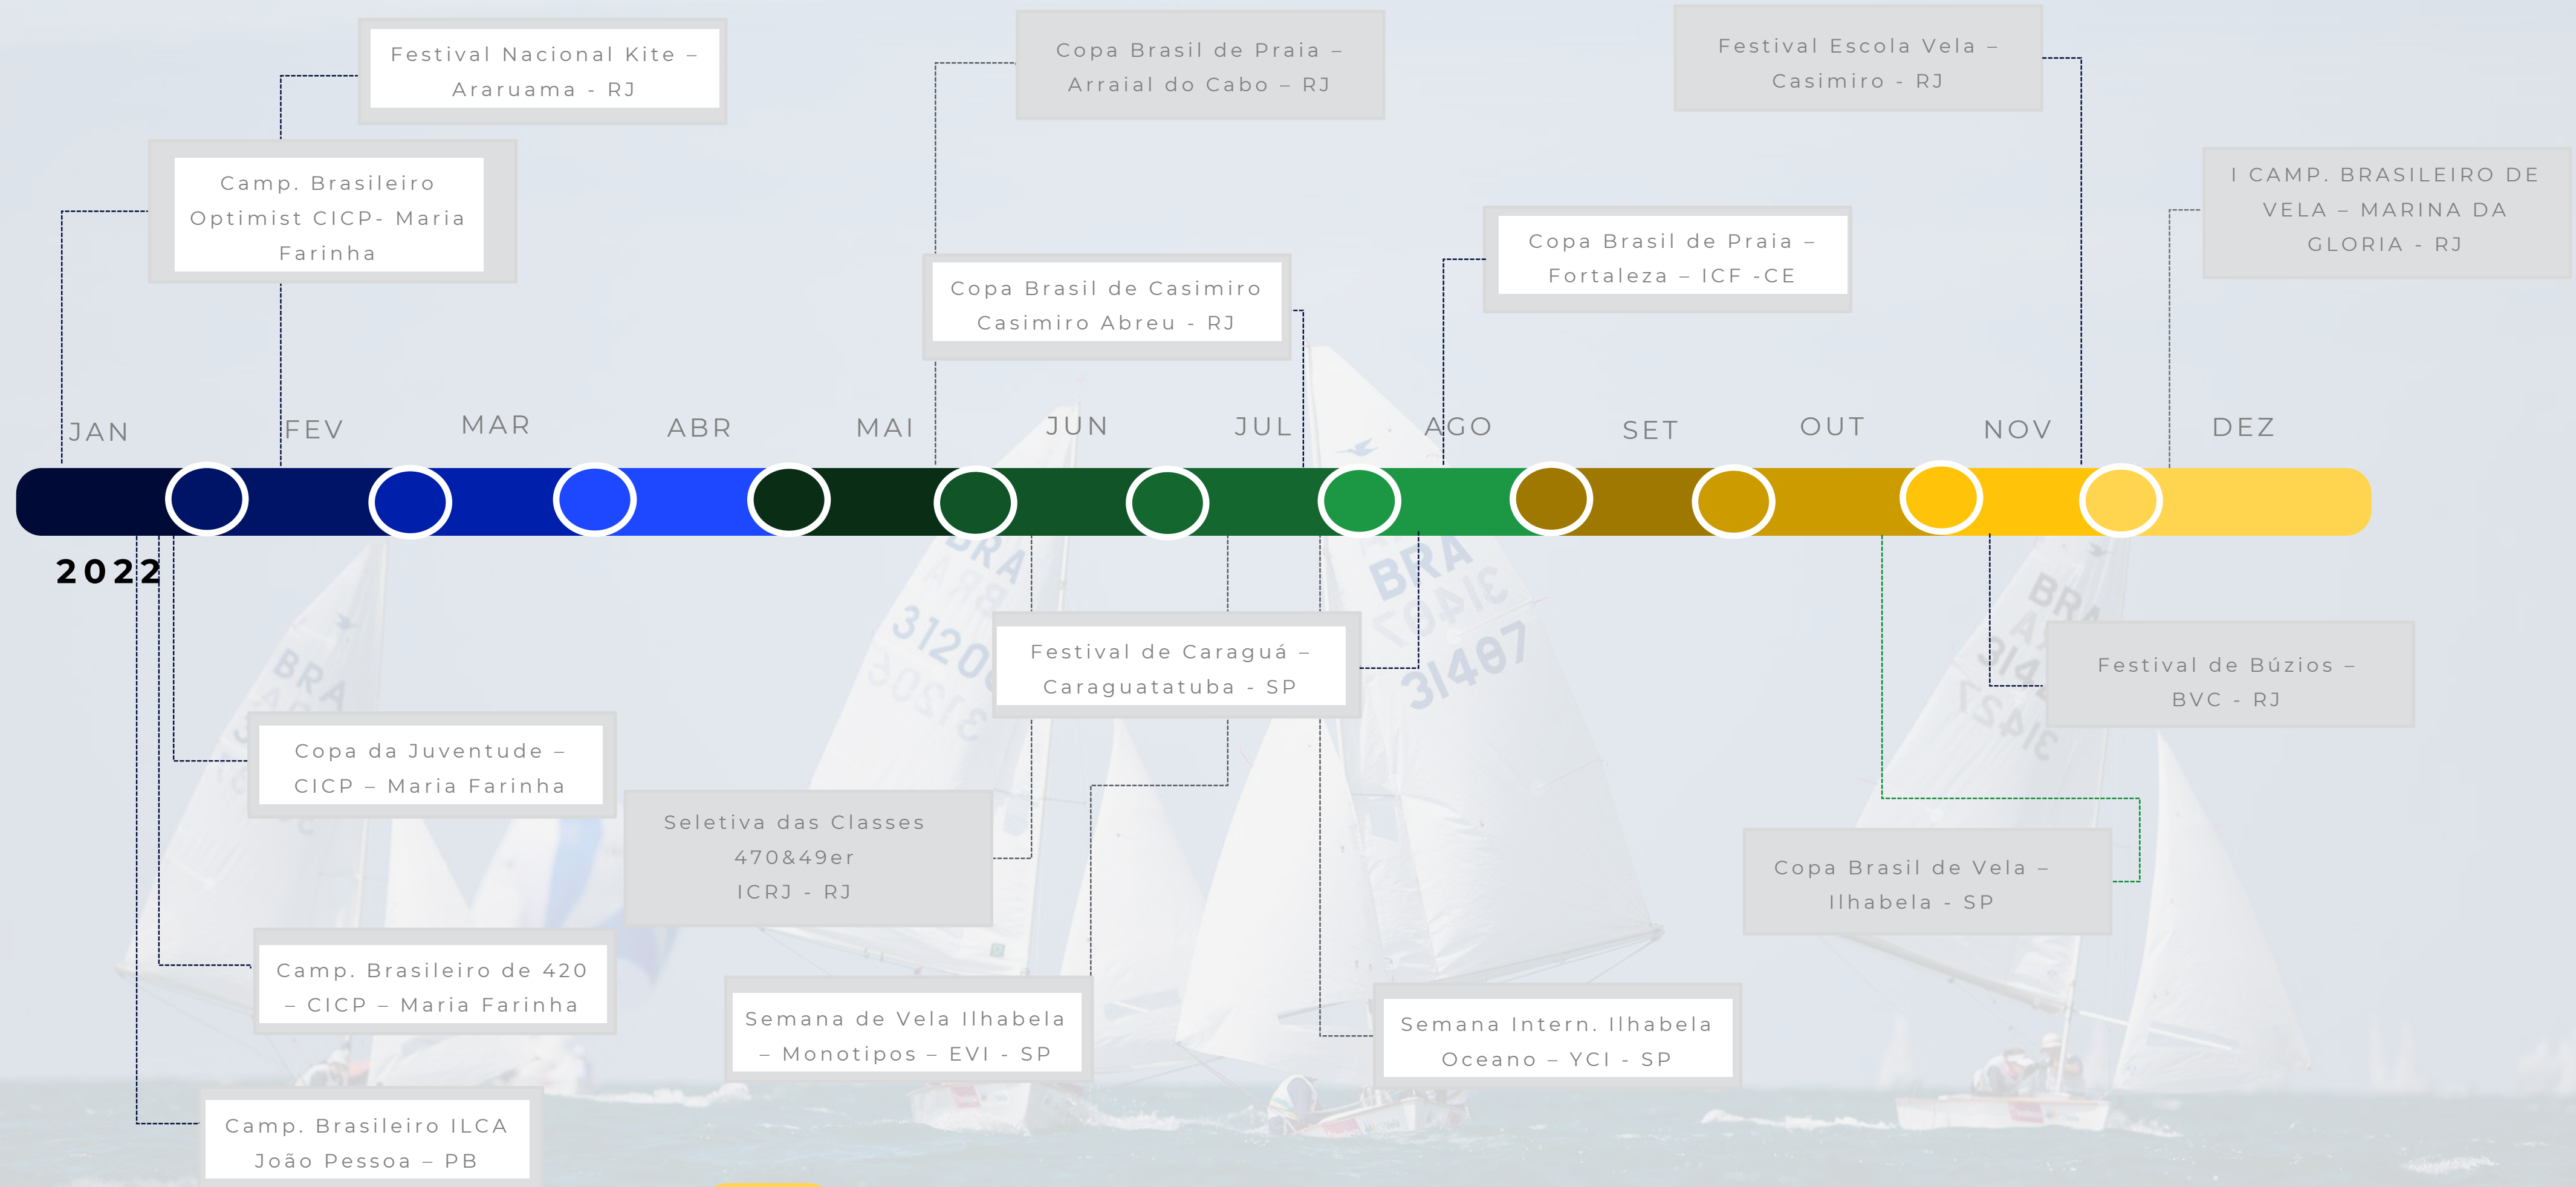 Festival Nacional Kite –
Araruama - RJ
Copa Brasil de Praia –
Arraial do Cabo – RJ
Festival Escola Vela –
Casimiro - RJ
Camp. Brasileiro
Optimist CICP- Maria
Farinha
I CAMP. BRASILEIRO DE
VELA – MARINA DA
GLORIA - RJ
Copa Brasil de Casimiro
Casimiro Abreu - RJ
Copa Brasil de Praia –
Fortaleza – ICF -CE
JAN
FEV
MAR
ABR
MAI
JUN
JUL
AGO
SET
OUT
NOV
DEZ
2022
BRA
31206
BRA
31407
BRA
BRA
Festival de Caraguá –
Caraguatatuba - SP
Festival de Búzios –
BVC - RJ
Copa da Juventude –
CICP – Maria Farinha
Seletiva das Classes
470&49er
ICRJ - RJ
Copa Brasil de Vela –
Ilhabela - SP
Camp. Brasileiro de 420
– CICP – Maria Farinha
Semana de Vela Ilhabela
– Monotipos – EVI - SP
Semana Intern. Ilhabela
Oceano – YCI - SP
Camp. Brasileiro ILCA
João Pessoa – PB